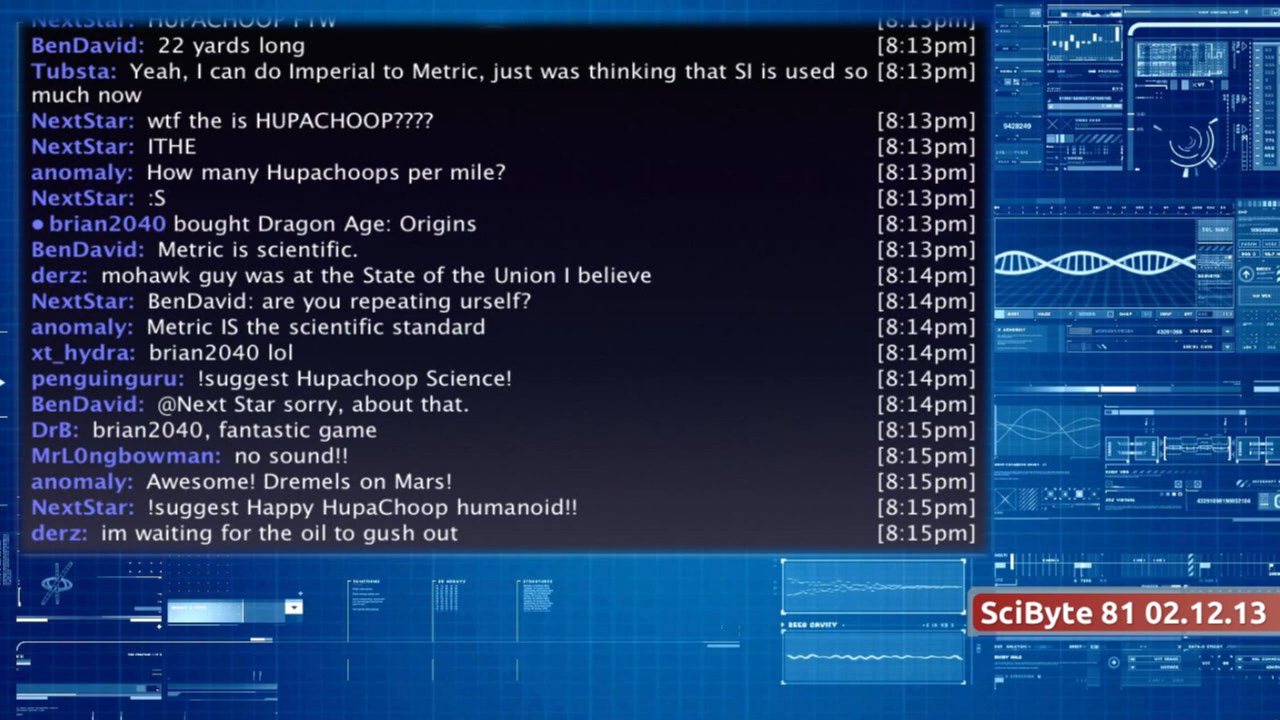 NextStar: HUPACHOOP FTW
BenDavid: 22 yards long [8:13pm]
Tubsta: Yeah, I can do Imperial to Metric, just was thinking that SI is used so [8:13pm]
much now
NextStar: wtf the is HUPACHOOP???? [8:13pm]
NextStar: ITHE [8:13pm]
anomaly: How many Hupachoops per mile? [8:13pm]
NextStar: :S [8:13pm]
• brian2040 bought Dragon Age: Origins [8:13pm]
BenDavid: Metric is scientific. [8:13pm]
derz: mohawk guy was at the State of the Union I believe [8:14pm]
NextStar: BenDavid: are you repeating urself? [8:14pm]
anomaly: Metric IS the scientific standard [8:14pm]
xt_hydra: brian2040 lol [8:14pm]
penguinguru: !suggest Hupachoop Science! [8:14pm]
BenDavid: @Next Star sorry, about that. [8:14pm]
DrB: brian2040, fantastic game [8:15pm]
MrL0ngbowman: no sound!! [8:15pm]
anomaly: Awesome! Dremels on Mars! [8:15pm]
NextStar: !suggest Happy HupaChoop humanoid!! [8:15pm]
derz: im waiting for the oil to gush out [8:15pm]
9428249
SciByte 81 02.12.13